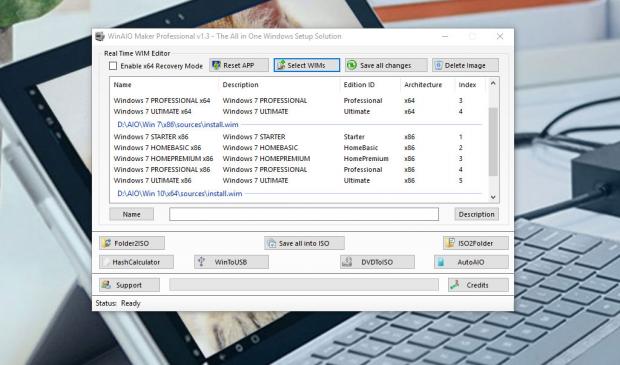 WinAIO Maker Professional v1.3 - The All in One Windows Setup Solution
Real Time WIM Editor
Enable x64 Recovery Mode Reset APP Select WIMs Save all changes Delete Image
Name Description Edition ID Architecture Index
Windows 7 PROFESSIONAL x64 Windows 7 PROFESSIONAL Professional x64 3
Windows 7 ULTIMATE x64 Windows 7 ULTIMATE Ultimate x64 4
D:\AIO\Win 7\x86\sources\install.wim
Windows 7 STARTER x86 Windows 7 STARTER Starter x86 1
Windows 7 HOMEBASIC x86 Windows 7 HOMEBASIC HomeBasic x86 2
Windows 7 HOMEPREMIUM x86 Windows 7 HOMEPREMIUM HomePremium x86 3
Windows 7 PROFESSIONAL x86 Windows 7 PROFESSIONAL Professional x86 4
Windows 7 ULTIMATE x86 Windows 7 ULTIMATE Ultimate x86 5
D:\AIO\Win 10\x64\sources\install.wim
Name Description
Folder2ISO Save all into ISO ISO2Folder
HashCalculator WinToUSB DVDToISO AutoAIO
Support Credits
Status: Ready